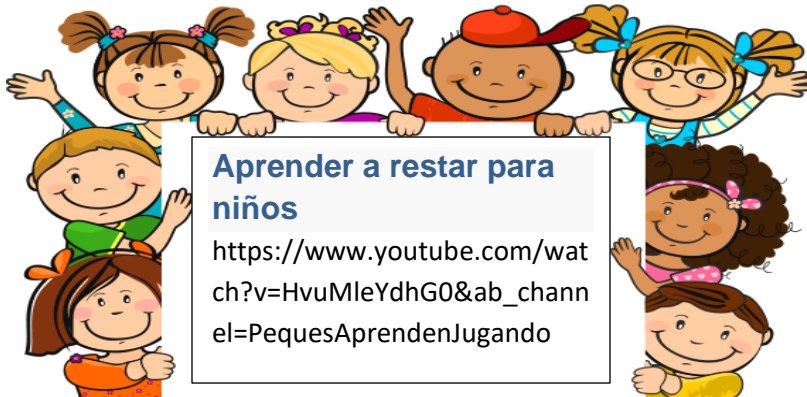 Aprender a restar para
niños
https://www.youtube.com/wat
ch?v=HvuMleYdhG0&ab_chann
el=PequesAprendenJugando